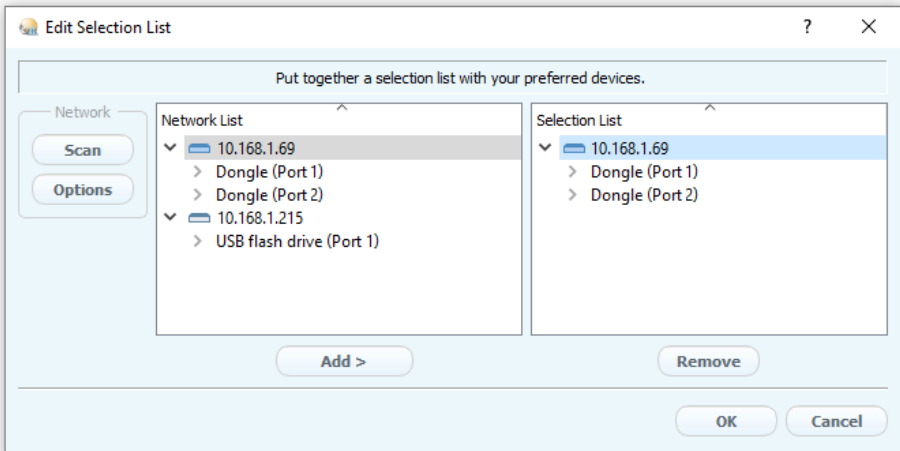 SEH
Edit Selection List
?
Put together a selection list with your preferred devices.
Network
Scan
Options
Network List
10.168.1.69
Dongle (Port 1)
Dongle (Port 2)
10.168.1.215
USB flash drive (Port 1)
Add >
Selection List
10.168.1.69
Dongle (Port 1)
Dongle (Port 2)
Remove
OK
Cancel